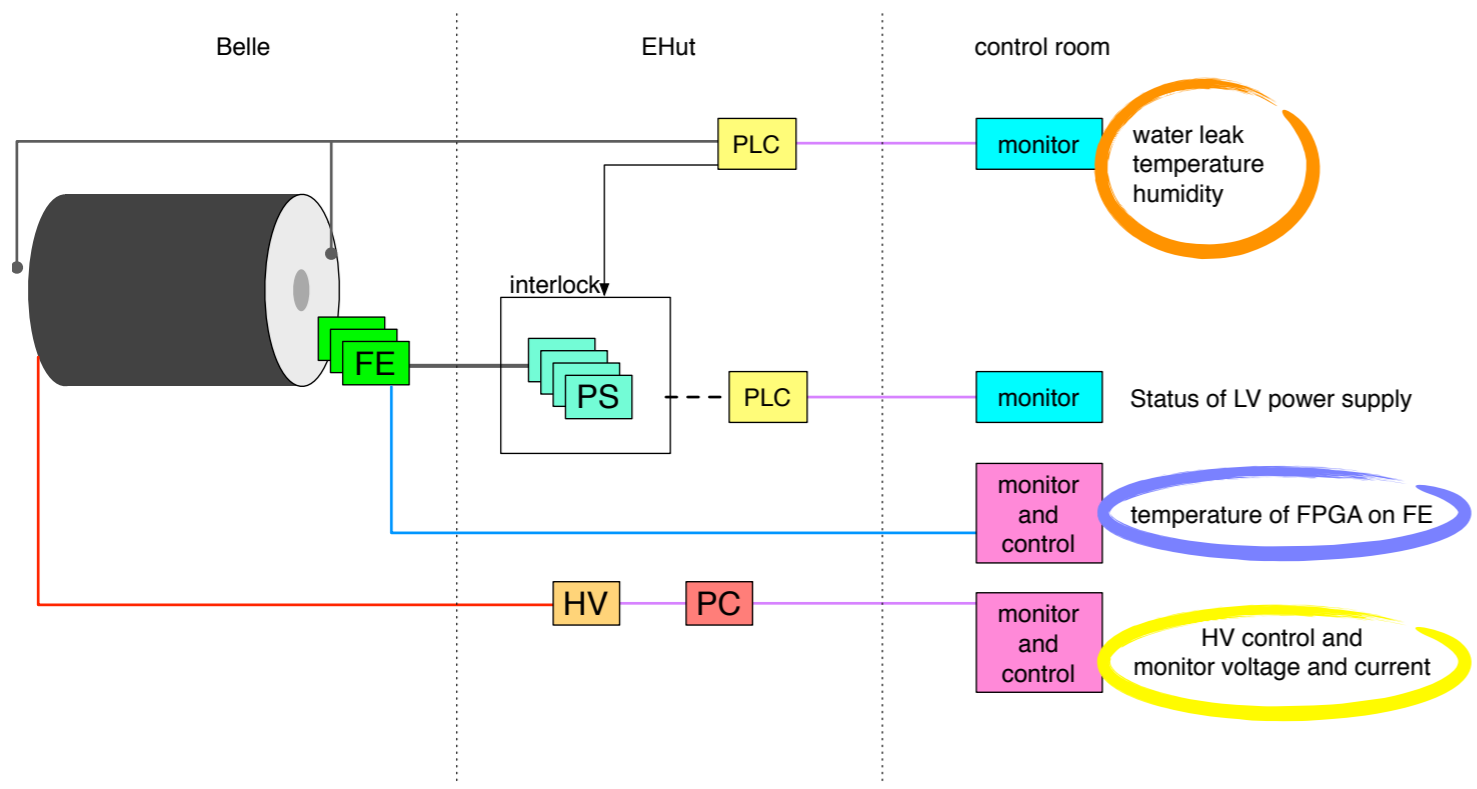 Belle
EHut
control room
PLC
monitor
water leak
temperature
humidity
interlock
FE
PS
PLC
monitor
Status of LV power supply
monitor
and
control
temperature of FPGA on FE
HV
PC
monitor
and
control
HV control and
monitor voltage and current